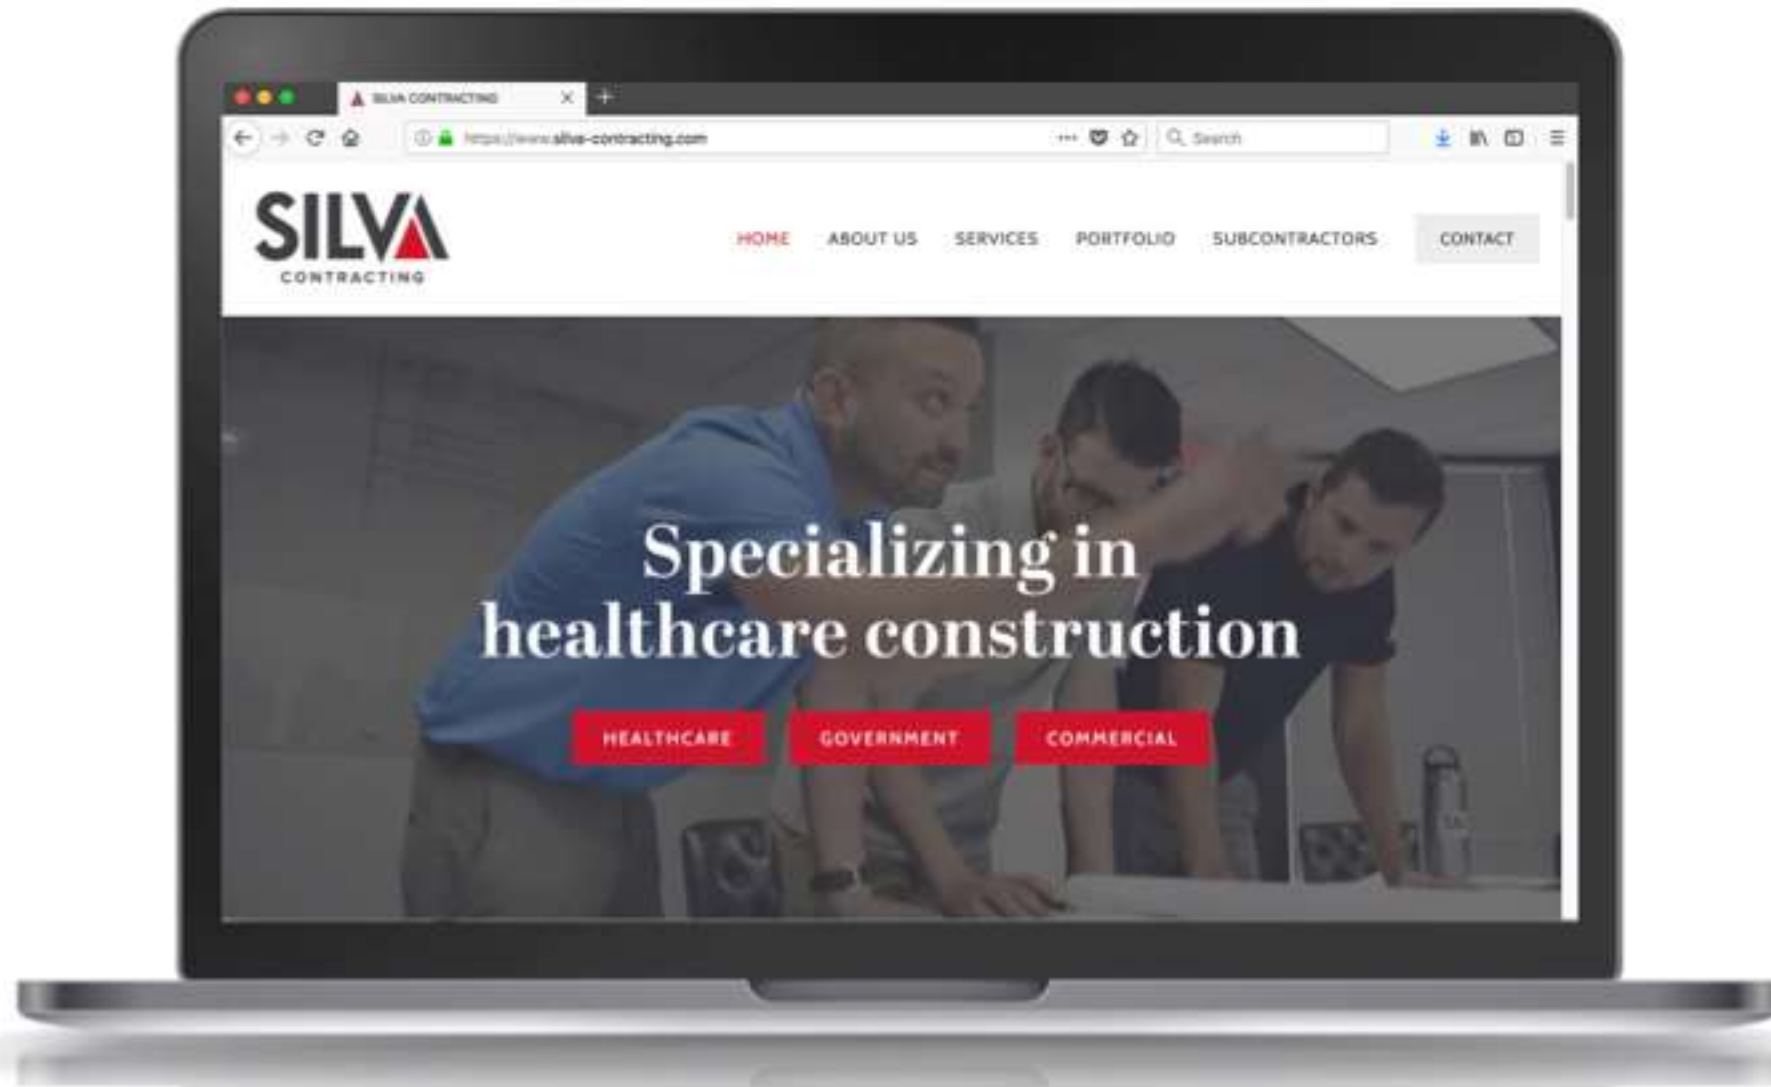 SILVA CONTRACTING
https://www.silva-contracting.com
Search
SILVA
CONTRACTING
HOME ABOUT US SERVICES PORTFOLIO SUBCONTRACTORS CONTACT
Specializing in
healthcare construction
HEALTHCARE GOVERNMENT COMMERCIAL